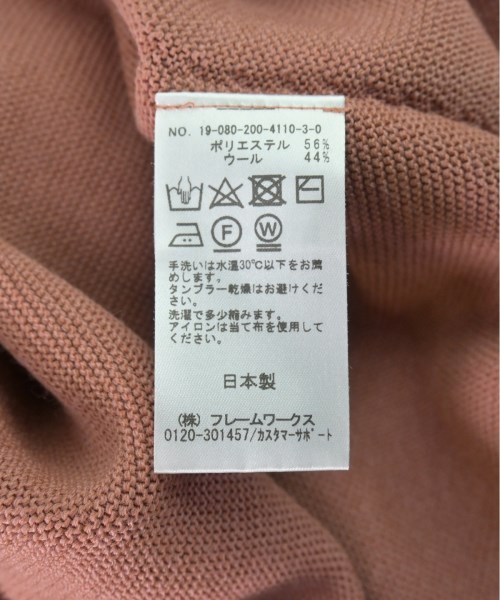 NO. 19-080-200-4110-3-0
ポリエステル 56%
ウール 44%
F W
手洗いは水温30℃以下をお薦
めします。
タンブラー乾燥はお避けくだ
さい。
洗濯で多少縮みます。
アイロンは当て布を使用して
ください。
日本製
(株) フレームワークス
0120-301457/カスタマーサポート